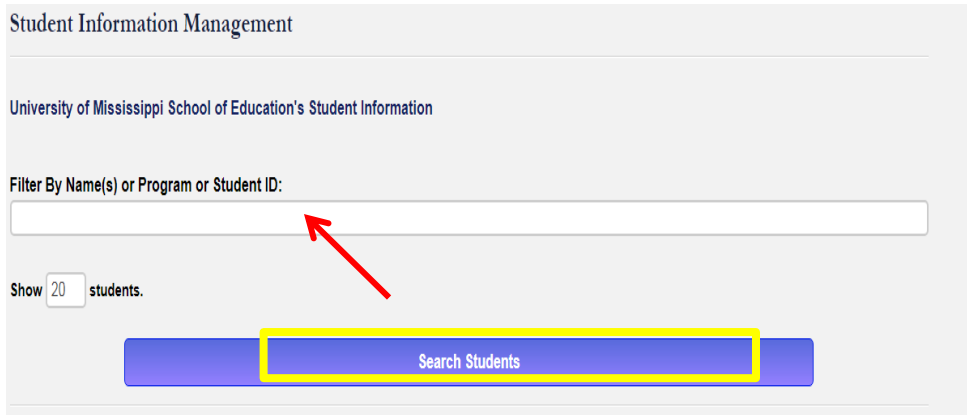 Student Information Management
University of Mississippi School of Education's Student Information
Filter By Name(s) or Program or Student ID:
Show 20 students.
Search Students